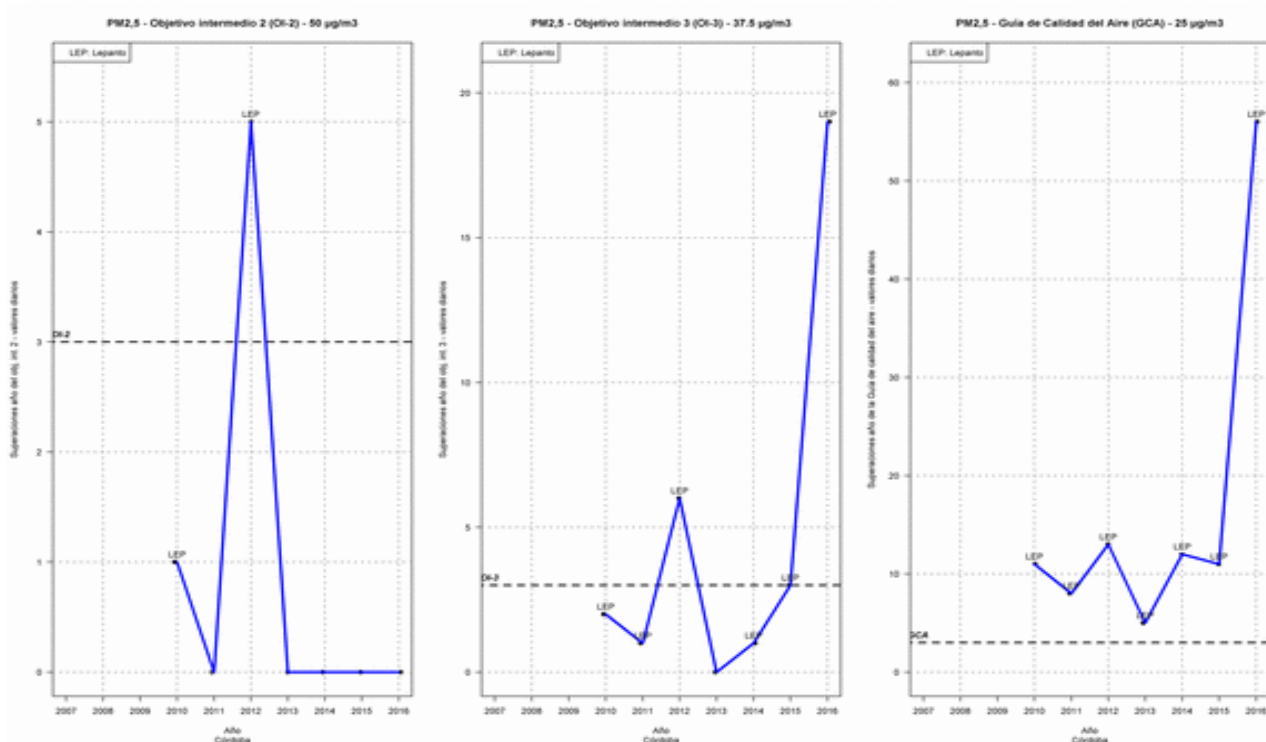 PM2,5 - Objetivo intermedio 2 (OI-2) - 50 µg/m3
LEP: Lepanto
Superaciones año del obj. int. 2 - valores diarios
5
4
3
2
1
0
OI-2
LEP
LEP
2007 2008 2009 2010 2011 2012 2013 2014 2015 2016
Año
Córdoba
PM2,5 - Objetivo intermedio 3 (OI-3) - 37.5 µg/m3
LEP: Lepanto
Superaciones año del obj. int. 3 - valores diarios
20
15
10
5
0
OI-3
LEP
LEP
LEP
LEP
LEP
LEP
2007 2008 2009 2010 2011 2012 2013 2014 2015 2016
Año
Córdoba
PM2,5 - Guía de Calidad del Aire (GCA) - 25 µg/m3
LEP: Lepanto
Superaciones año de la Guía de calidad del aire - valores diarios
60
50
40
30
20
10
0
GCA
LEP
LEP
LEP
LEP
LEP
LEP
LEP
2007 2008 2009 2010 2011 2012 2013 2014 2015 2016
Año
Córdoba